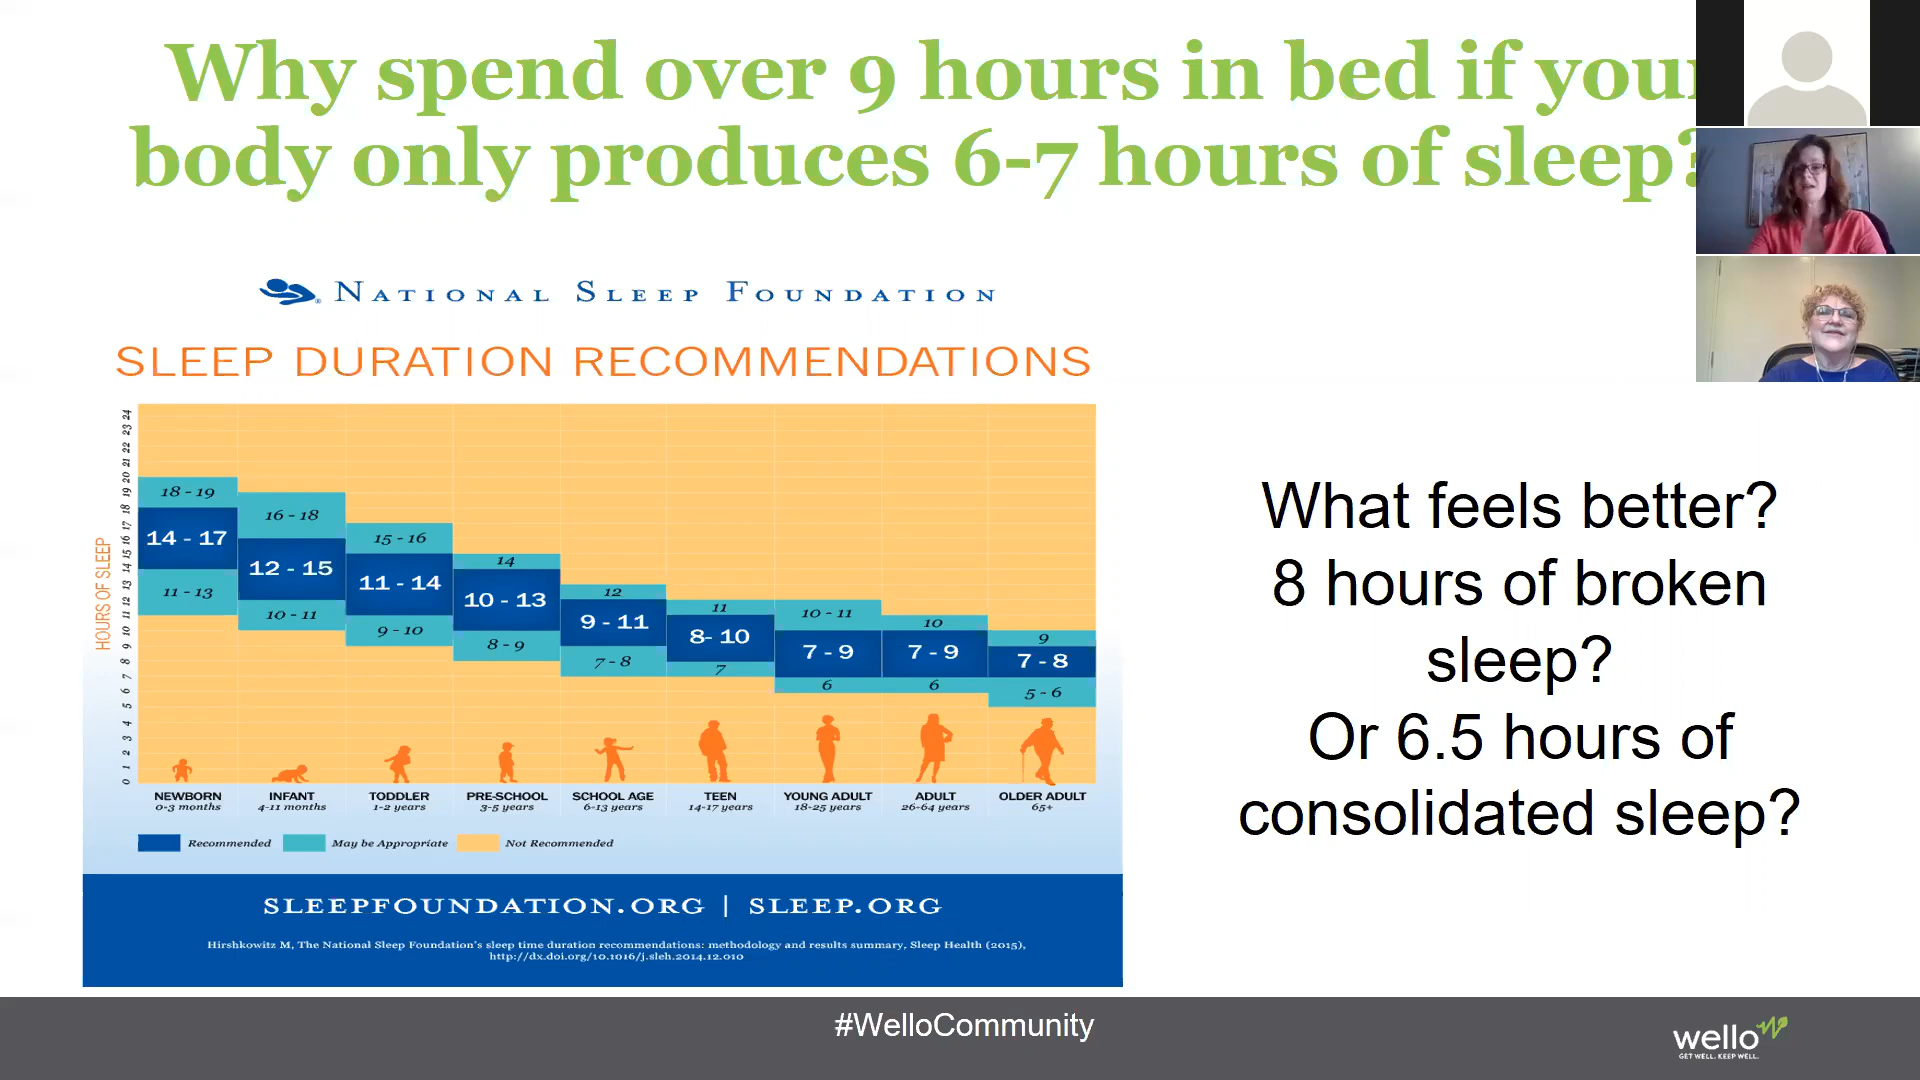 Why spend over 9 hours in bed if your
body only produces 6-7 hours of sleep?
NATIONAL SLEEP FOUNDATION
SLEEP DURATION RECOMMENDATIONS
HOURS OF SLEEP
0 1 2 3 4 5 6 7 8 9 10 11 12 13 14 15 16 17 18 19 20 21 22 23 24
18 - 19
14 - 17
11 - 13
16 - 18
12 - 15
10 - 11
15 - 16
11 - 14
9 - 10
14
10 - 13
8 - 9
12
9 - 11
7 - 8
11
8- 10
7
10 - 11
7 - 9
6
10
7 - 9
6
9
7 - 8
5 - 6
NEWBORN
0-3 months
INFANT
4-11 months
TODDLER
1-2 years
PRE-SCHOOL
3-5 years
SCHOOL AGE
6-13 years
TEEN
14-17 years
YOUNG ADULT
18-25 years
ADULT
26-64 years
OLDER ADULT
65+
Recommended
May be Appropriate
Not Recommended
SLEEPFOUNDATION.ORG | SLEEP.ORG
Hirshkowitz M, The National Sleep Foundation's sleep time duration recommendations: methodology and results summary, Sleep Health (2015),
http://dx.doi.org/10.1016/j.sleh.2014.12.010
What feels better?
8 hours of broken
sleep?
Or 6.5 hours of
consolidated sleep?
#WelloCommunity
wello
GET WELL. KEEP WELL.